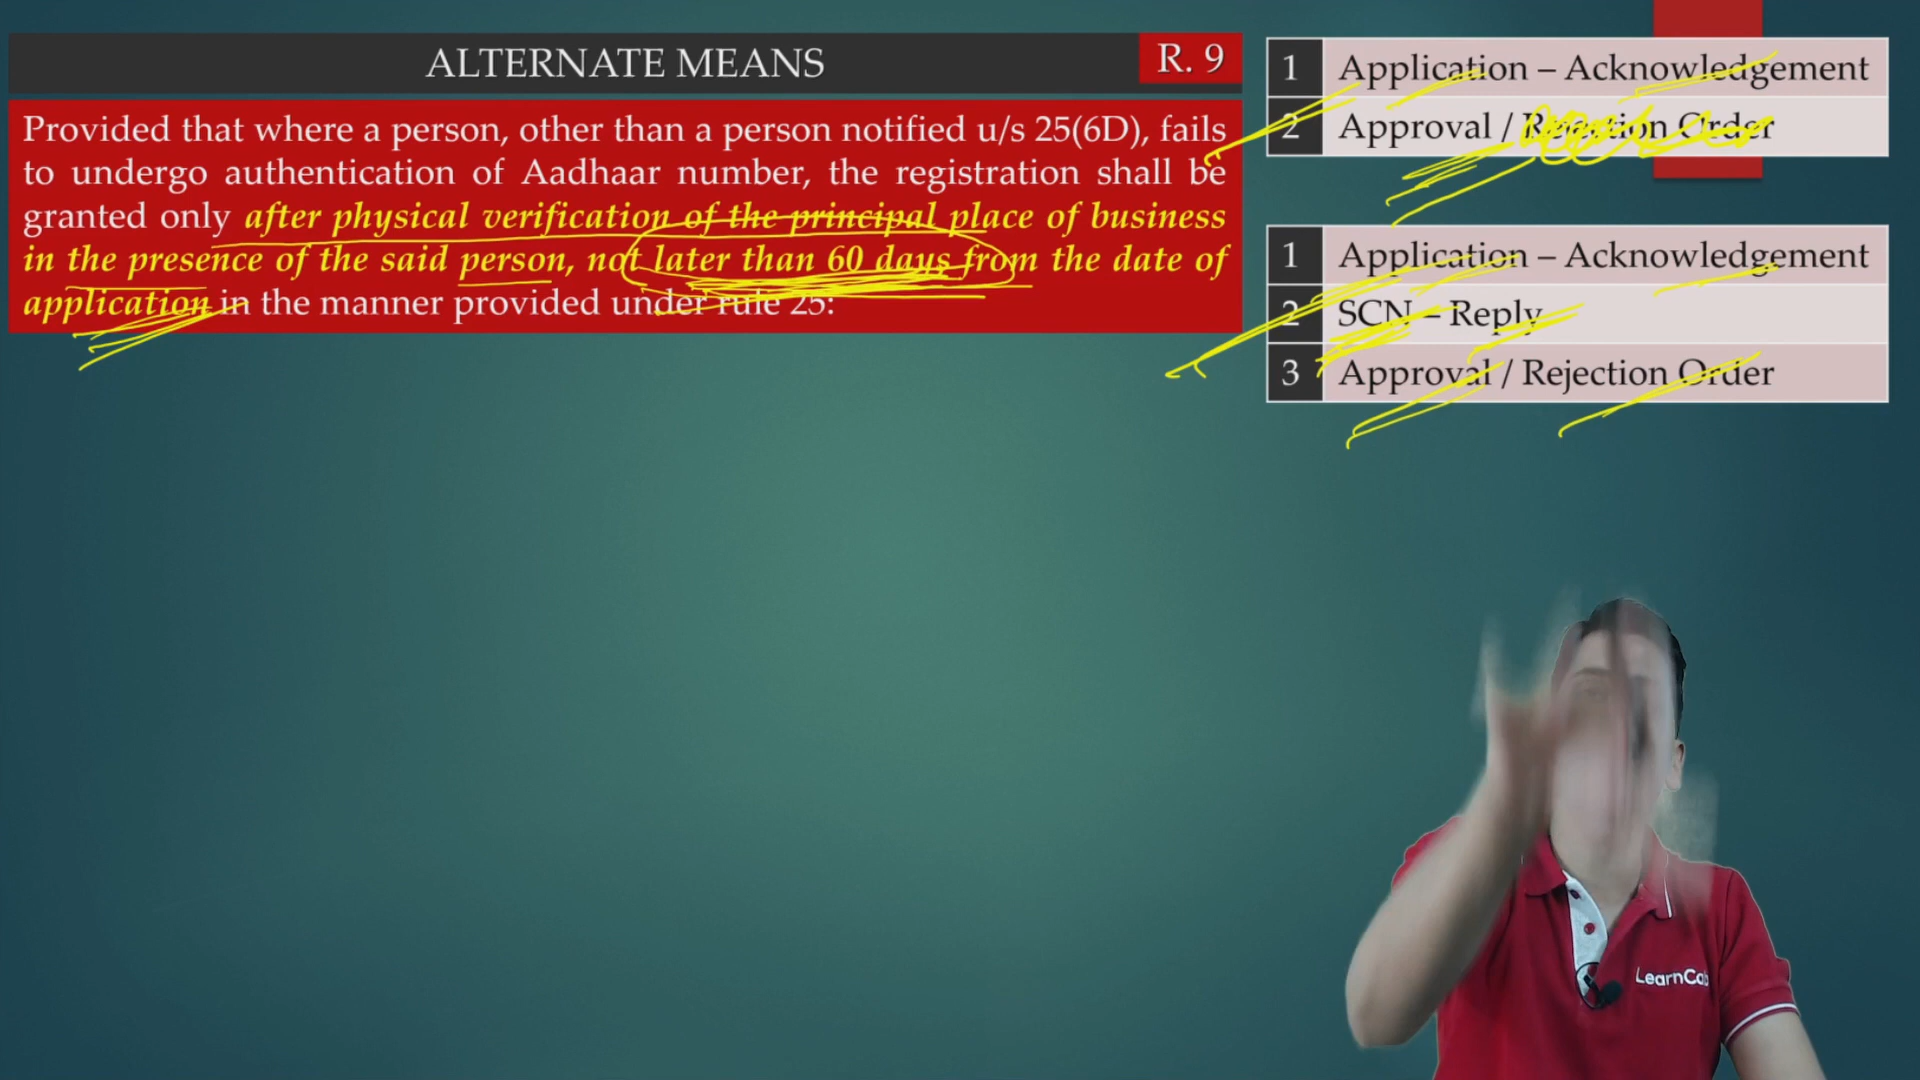 ALTERNATE MEANS
R. 9
Provided that where a person, other than a person notified u/s 25(6D), fails
to undergo authentication of Aadhaar number, the registration shall be
granted only after physical verification of the principal place of business
in the presence of the said person, not later than 60 days from the date of
application in the manner provided under rule 25:
1 Application – Acknowledgement
2 Approval / Rejection Order
1 Application – Acknowledgement
2 SCN – Reply
3 Approval / Rejection Order